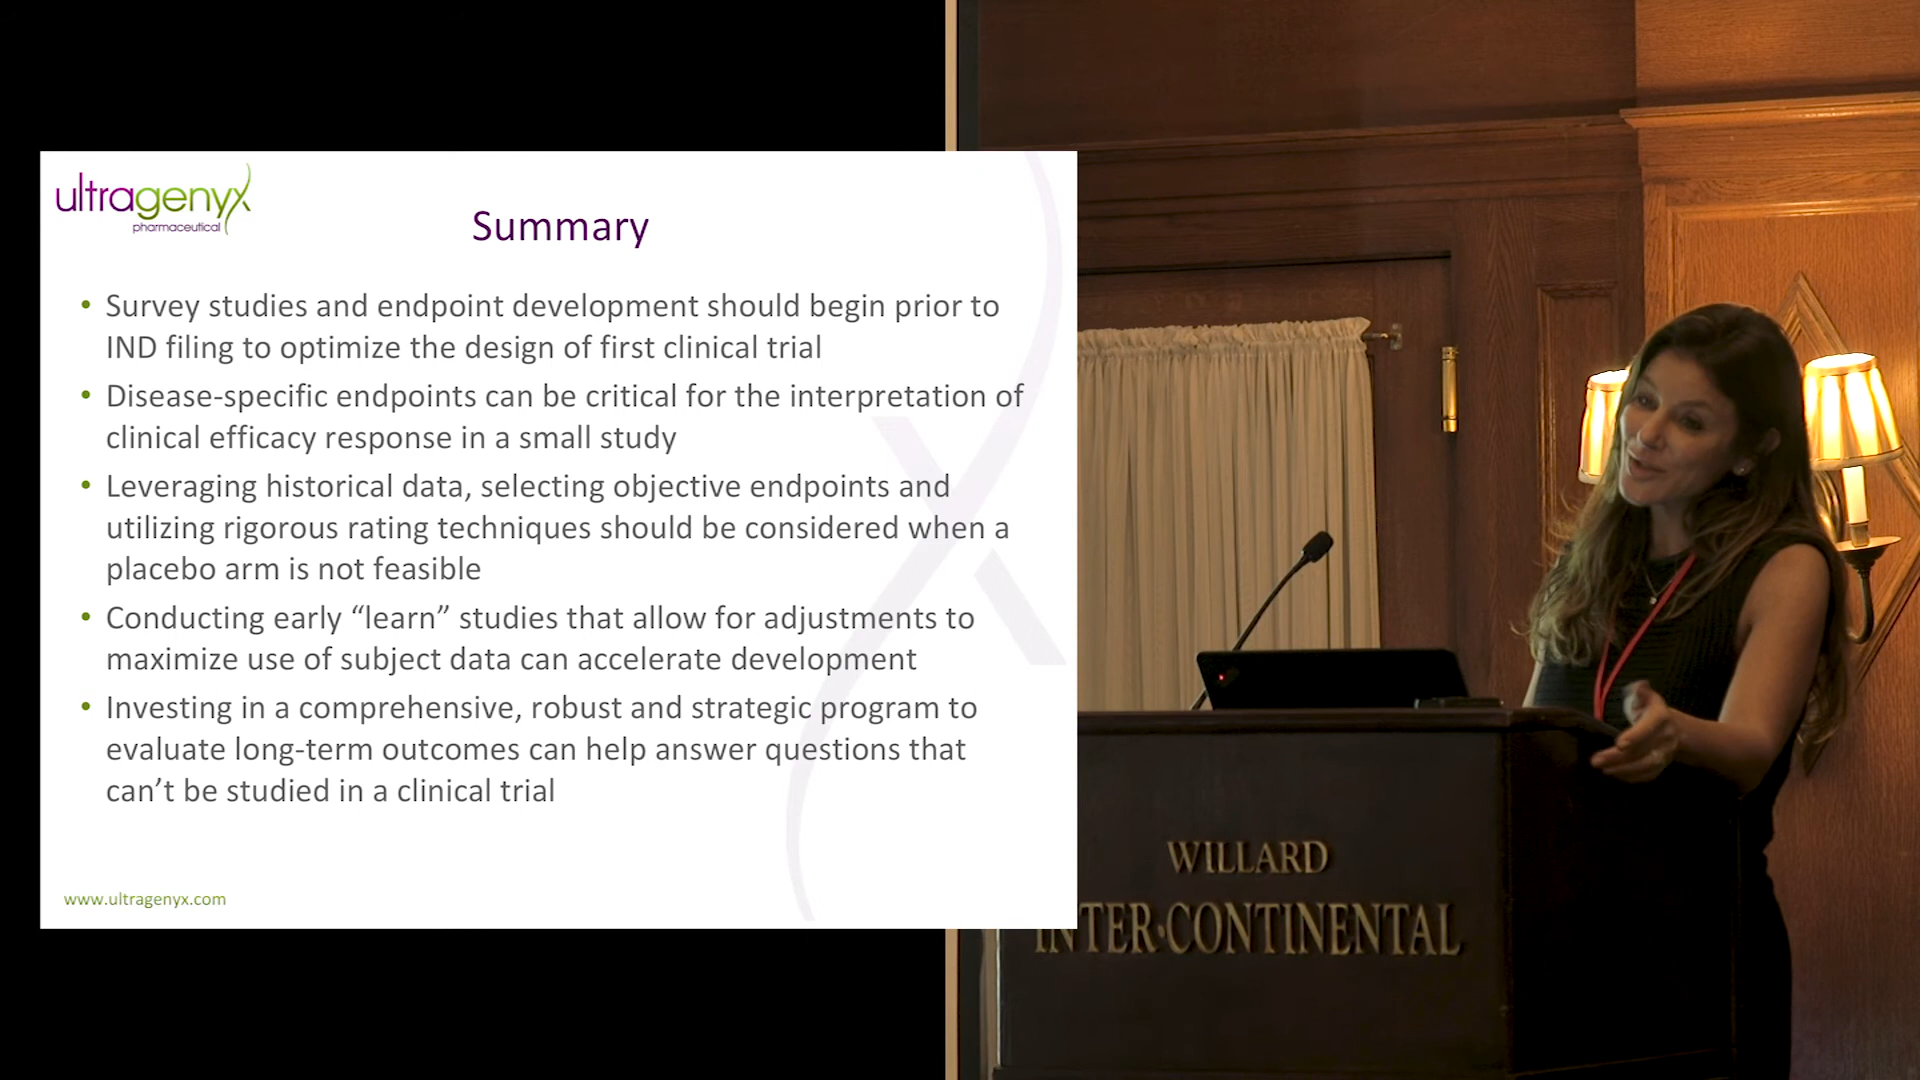 ultragenyx
pharmaceutical
Summary
• Survey studies and endpoint development should begin prior to
IND filing to optimize the design of first clinical trial
• Disease-specific endpoints can be critical for the interpretation of
clinical efficacy response in a small study
• Leveraging historical data, selecting objective endpoints and
utilizing rigorous rating techniques should be considered when a
placebo arm is not feasible
• Conducting early “learn” studies that allow for adjustments to
maximize use of subject data can accelerate development
• Investing in a comprehensive, robust and strategic program to
evaluate long-term outcomes can help answer questions that
can’t be studied in a clinical trial
www.ultragenyx.com
WILLARD
INTER·CONTINENTAL